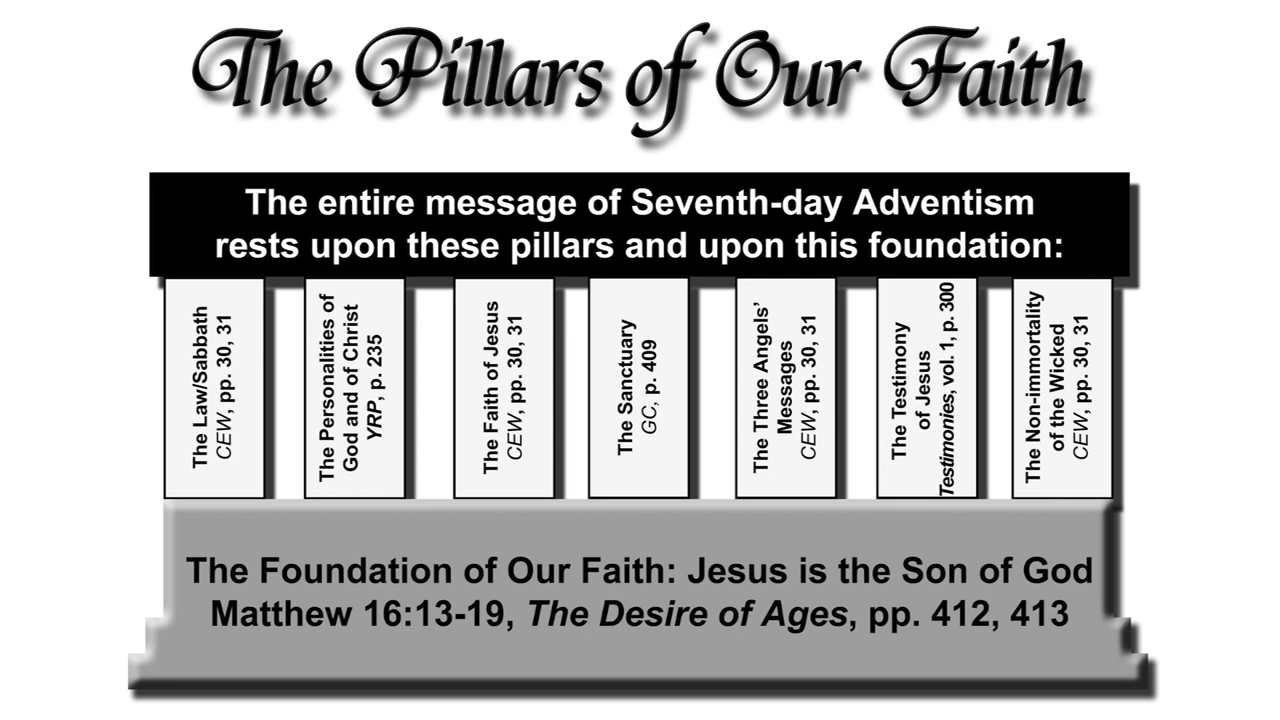 The Pillars of Our Faith
The entire message of Seventh-day Adventism
rests upon these pillars and upon this foundation:
The Law/Sabbath
CEW, pp. 30, 31
The Personalities of
God and of Christ
YRP, p. 235
The Faith of Jesus
CEW, pp. 30, 31
The Sanctuary
GC, p. 409
The Three Angels’
Messages
CEW, pp. 30, 31
The Testimony
of Jesus
Testimonies, vol. 1, p. 300
The Non-immortality
of the Wicked
CEW, pp. 30, 31
The Foundation of Our Faith: Jesus is the Son of God
Matthew 16:13-19, The Desire of Ages, pp. 412, 413